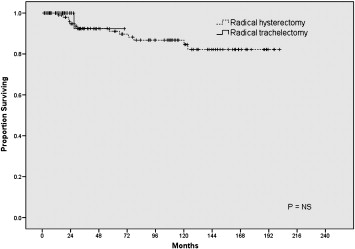 Radical hysterectomy
Radical trachelectomy
1.0
0.8
0.6
0.4
0.2
0.0
Proportion Surviving
P = NS
0 24 48 72 96 120 144 168 192 216 240
Months